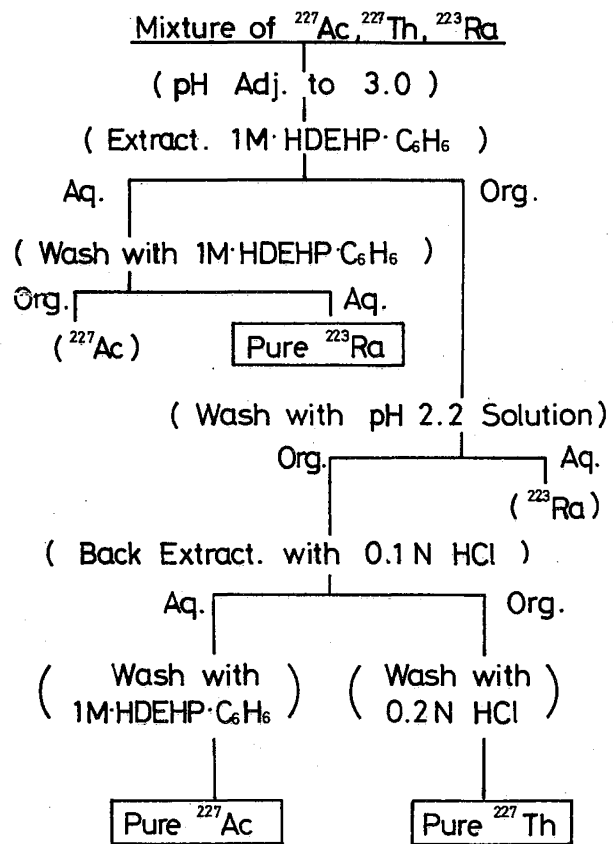 Mixture of ²²⁷Ac, ²²⁷Th, ²²³Ra
( pH Adj. to 3.0 )
( Extract. 1M·HDEHP·C₆H₆ )
Aq. Org.
( Wash with 1M·HDEHP·C₆H₆ )
Org. Aq.
( ²²⁷Ac) Pure ²²³Ra
( Wash with pH 2.2 Solution)
Org. Aq.
( ²²³Ra)
( Back Extract. with 0.1 N HCl )
Aq. Org.
( Wash with ) ( Wash with )
1M·HDEHP·C₆H₆ 0.2N HCl
Pure ²²⁷Ac Pure ²²⁷Th